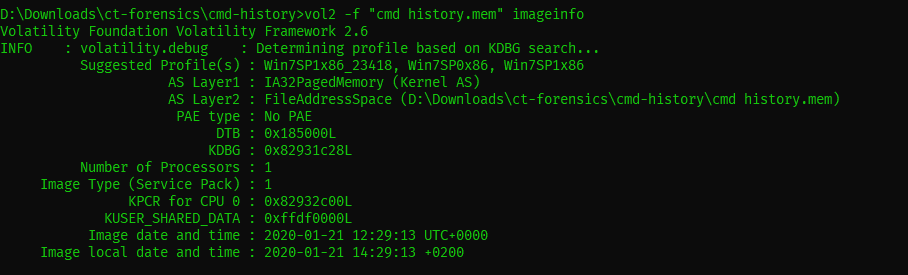 D:\Downloads\ct-forensics\cmd-history>vol2 -f "cmd history.mem" imageinfo
Volatility Foundation Volatility Framework 2.6
INFO    : volatility.debug    : Determining profile based on KDBG search...
Suggested Profile(s) : Win7SP1x86_23418, Win7SP0x86, Win7SP1x86
AS Layer1 : IA32PagedMemory (Kernel AS)
AS Layer2 : FileAddressSpace (D:\Downloads\ct-forensics\cmd-history\cmd history.mem)
PAE type : No PAE
DTB : 0x185000L
KDBG : 0x82931c28L
Number of Processors : 1
Image Type (Service Pack) : 1
KPCR for CPU 0 : 0x82932c00L
KUSER_SHARED_DATA : 0xffdf0000L
Image date and time : 2020-01-21 12:29:13 UTC+0000
Image local date and time : 2020-01-21 14:29:13 +0200